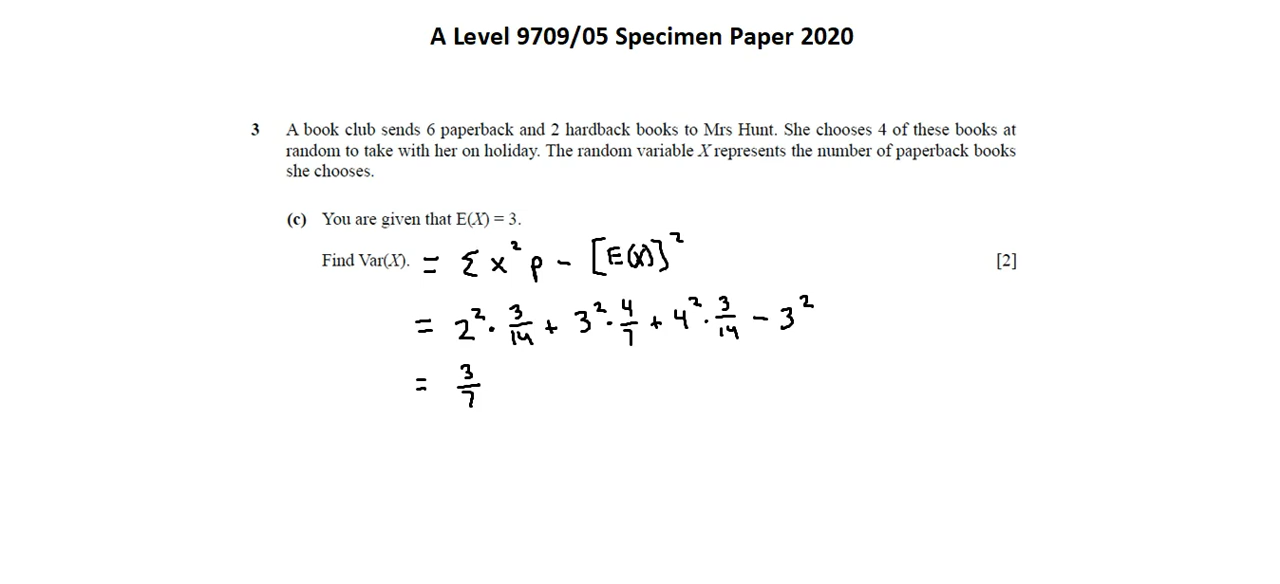 A Level 9709/05 Specimen Paper 2020
3 A book club sends 6 paperback and 2 hardback books to Mrs Hunt. She chooses 4 of these books at
random to take with her on holiday. The random variable X represents the number of paperback books
she chooses.
(c) You are given that E(X) = 3.
Find Var(X). = Σ x² p - [E(X)]² [2]
= 2² · 3/14 + 3² · 4/7 + 4² · 3/14 - 3²
= 3/7